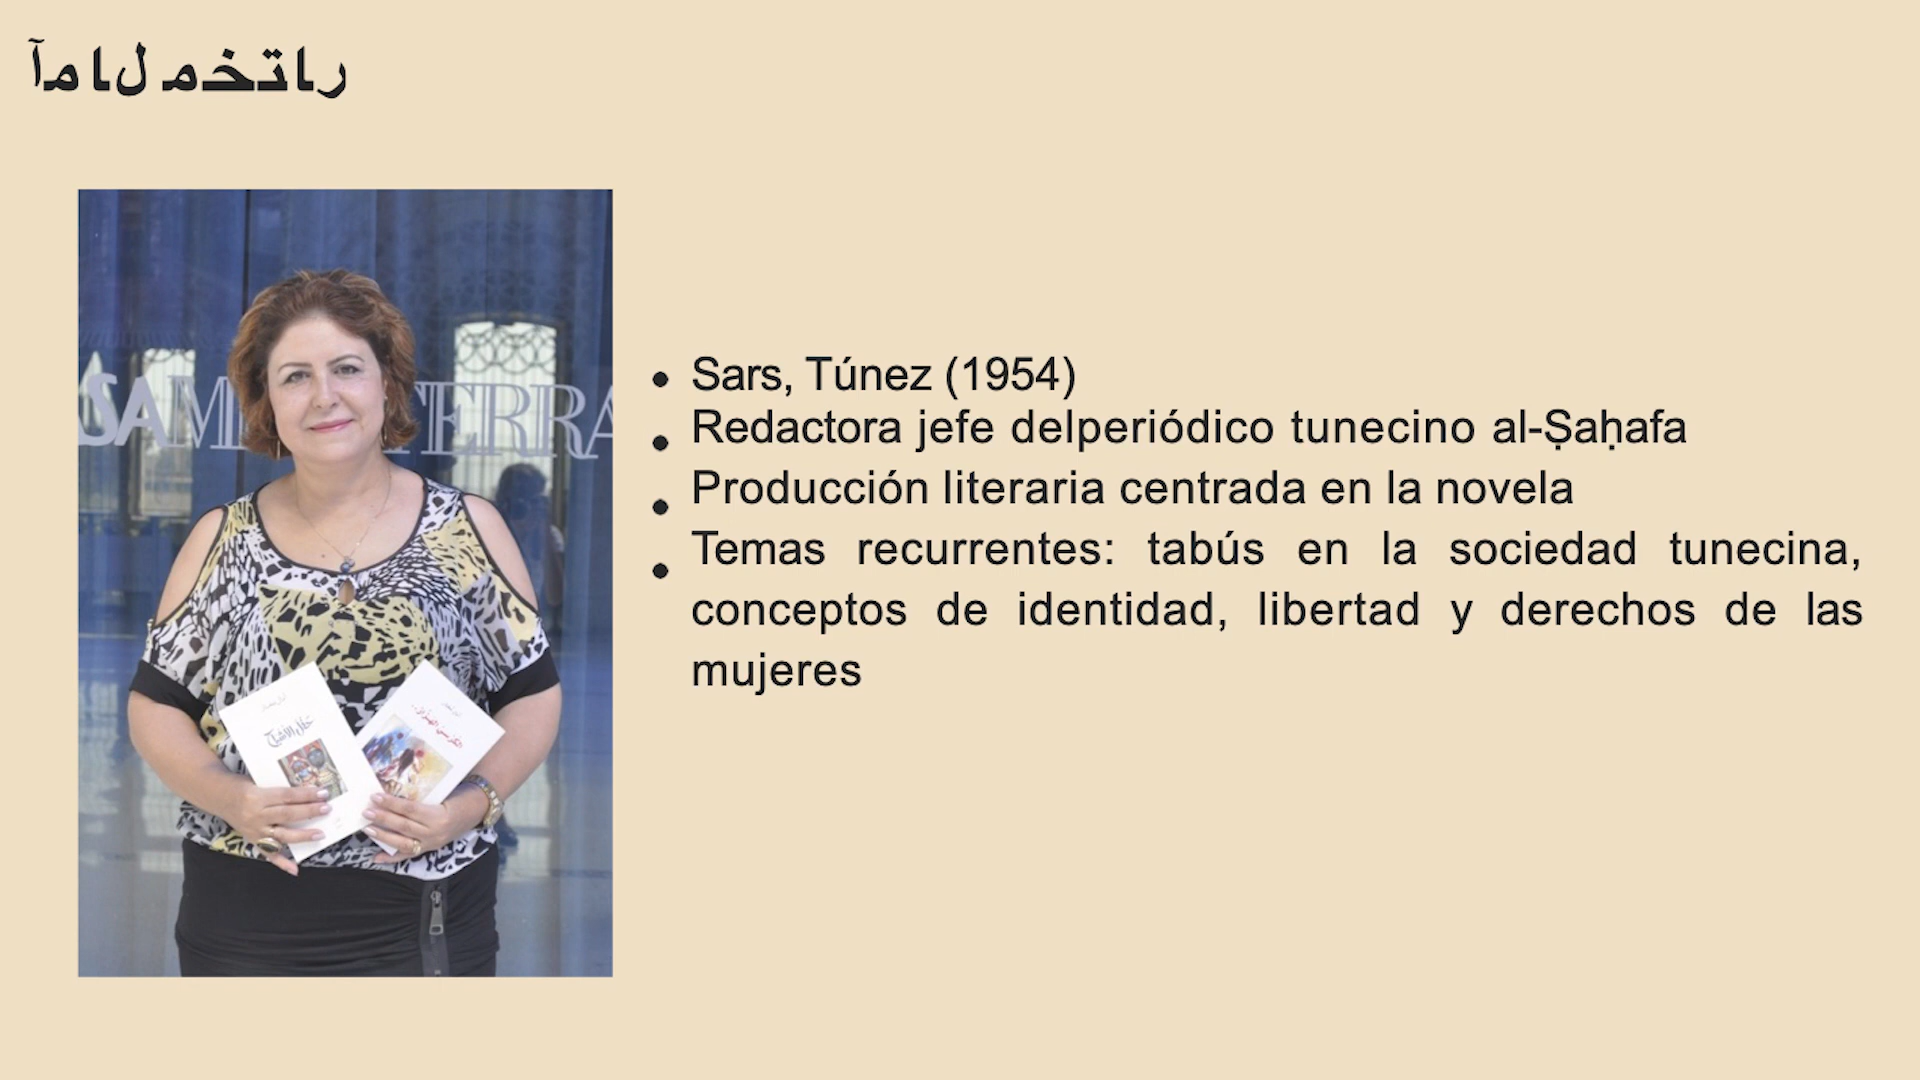 آمال مختار
Sars, Túnez (1954)
Redactora jefe delperiódico tunecino al-Ṣaḥafa
Producción literaria centrada en la novela
Temas recurrentes: tabús en la sociedad tunecina,
conceptos de identidad, libertad y derechos de las
mujeres